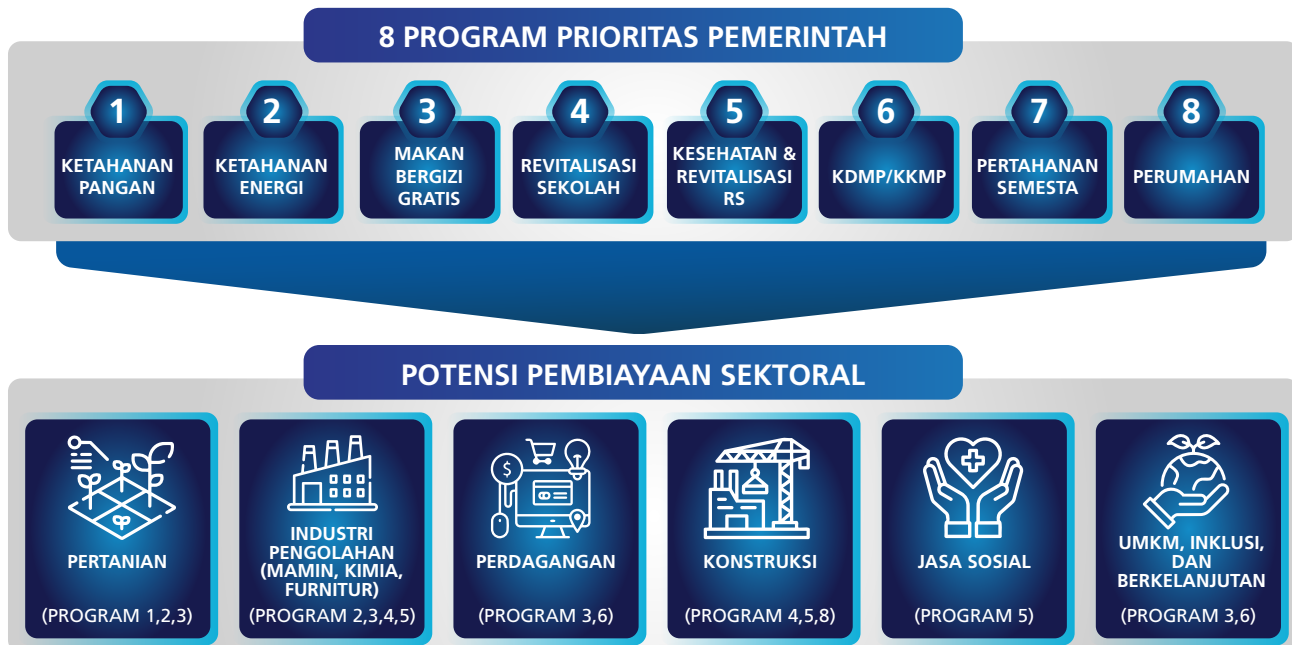 8 PROGRAM PRIORITAS PEMERINTAH
1
KETAHANAN
PANGAN
2
KETAHANAN
ENERGI
3
MAKAN
BERGIZI
GRATIS
4
REVITALISASI
SEKOLAH
5
KESEHATAN &
REVITALISASI
RS
6
KDMP/KKMP
7
PERTAHANAN
SEMESTA
8
PERUMAHAN
POTENSI PEMBIAYAAN SEKTORAL
PERTANIAN
(PROGRAM 1,2,3)
INDUSTRI
PENGOLAHAN
(MAMIN, KIMIA,
FURNITUR)
(PROGRAM 2,3,4,5)
$
PERDAGANGAN
(PROGRAM 3,6)
KONSTRUKSI
(PROGRAM 4,5,8)
JASA SOSIAL
(PROGRAM 5)
UMKM, INKLUSI,
DAN
BERKELANJUTAN
(PROGRAM 3,6)